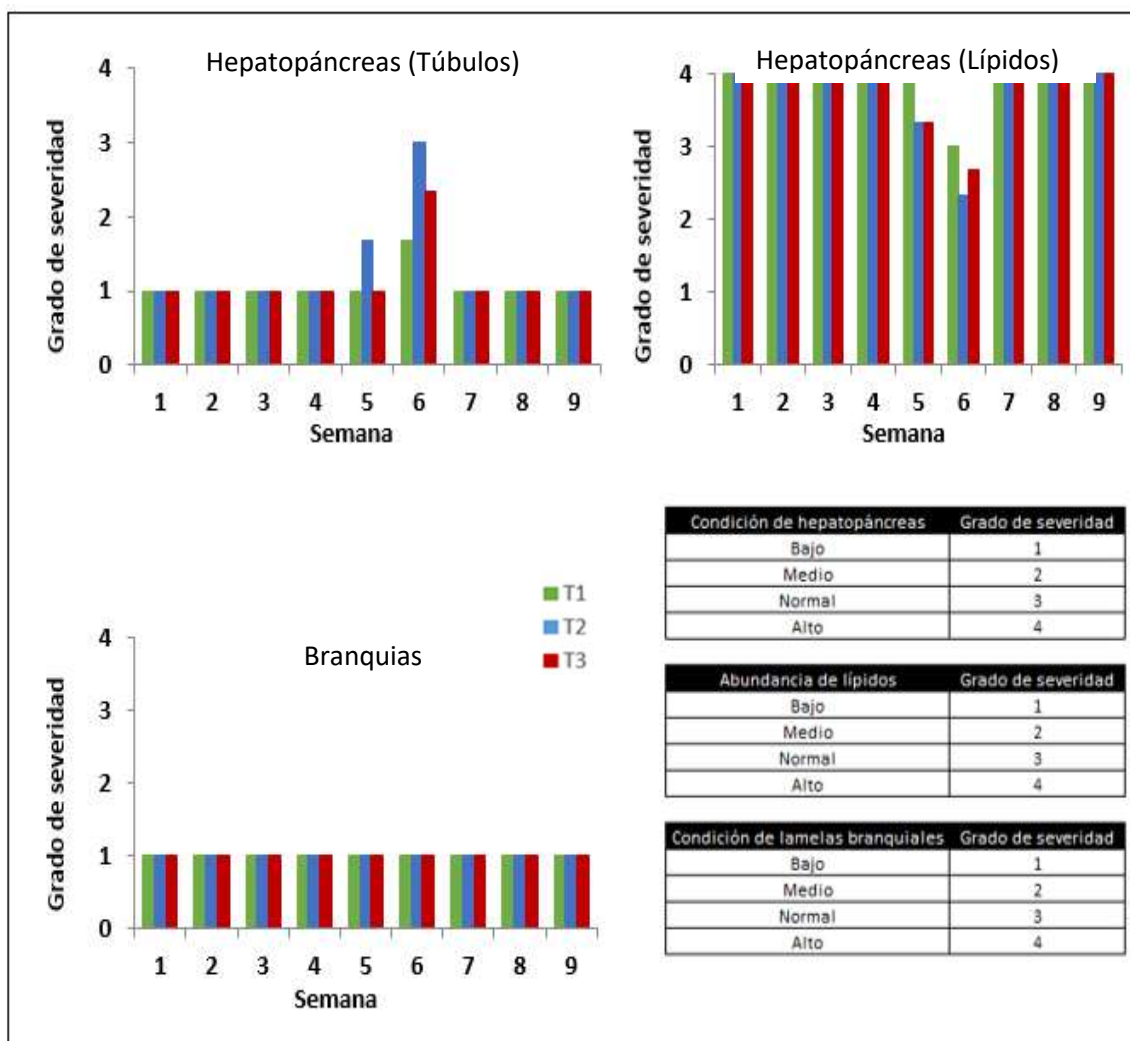 Hepatopáncreas (Túbulos)
4
3
2
1
0
Grado de severidad
1 2 3 4 5 6 7 8 9
Semana
Hepatopáncreas (Lípidos)
4
3
2
1
0
Grado de severidad
1 2 3 4 5 6 7 8 9
Semana
Branquias
4
3
2
1
0
Grado de severidad
1 2 3 4 5 6 7 8 9
Semana
T1
T2
T3
Condición de hepatopáncreas Grado de severidad
Bajo 1
Medio 2
Normal 3
Alto 4
Abundancia de lípidos Grado de severidad
Bajo 1
Medio 2
Normal 3
Alto 4
Condición de lamelas branquiales Grado de severidad
Bajo 1
Medio 2
Normal 3
Alto 4